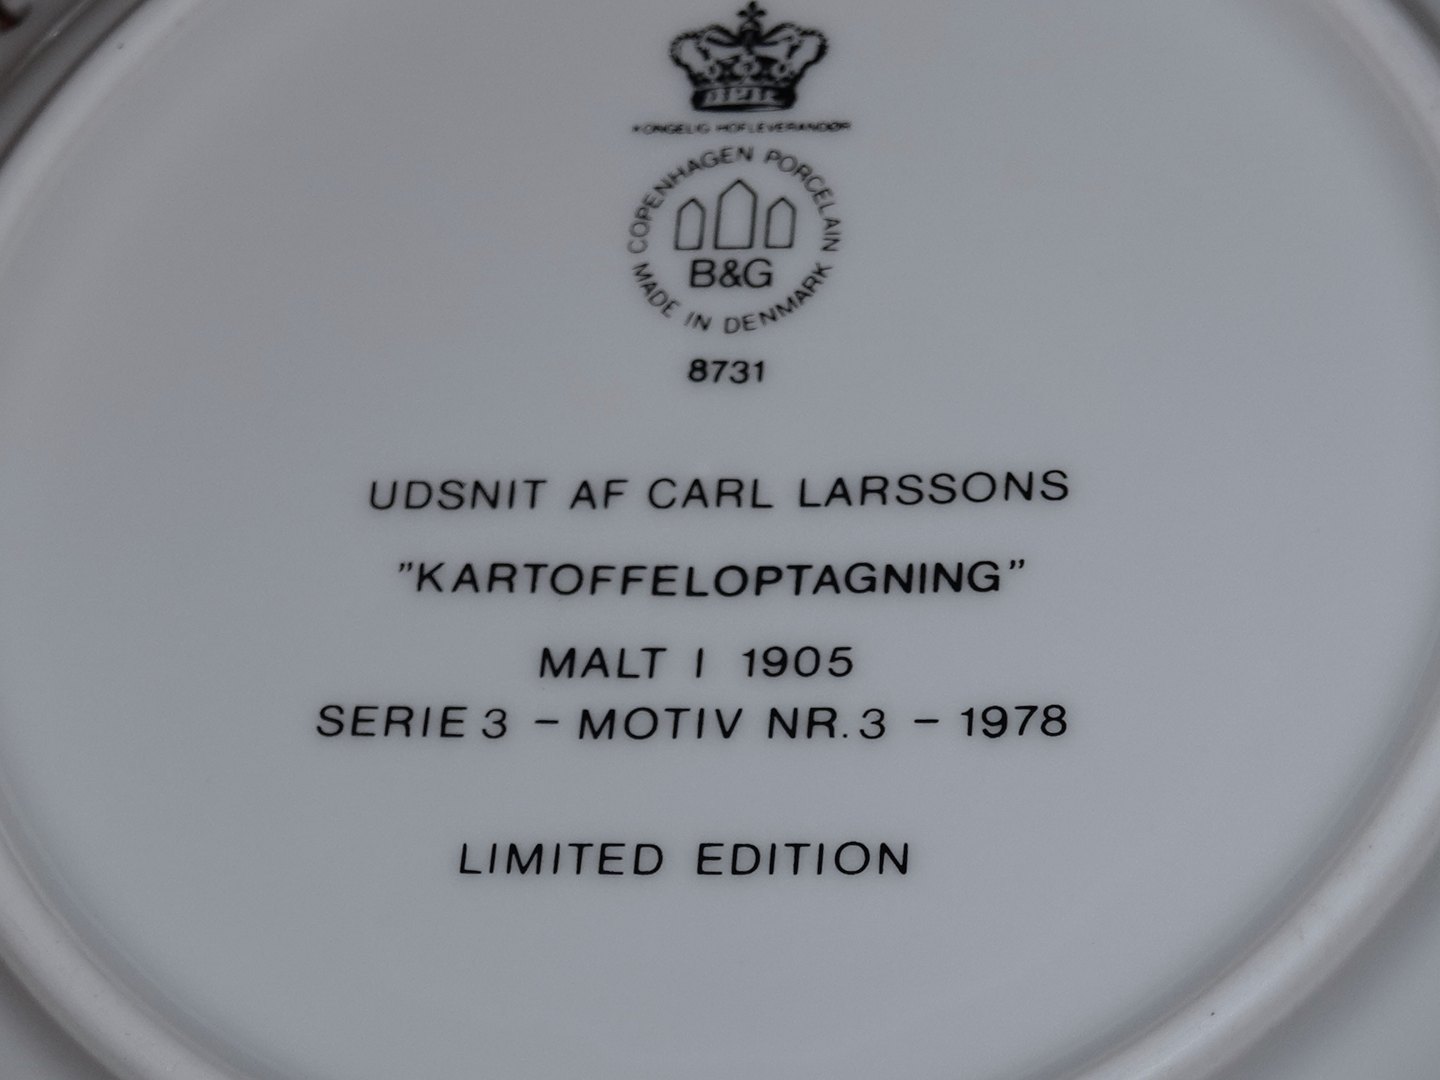 KONGELIG HOFLEVERANDØR
COPENHAGEN PORCELAIN
B&G
MADE IN DENMARK
8731
UDSNIT AF CARL LARSSONS
"KARTOFFELOPTAGNING"
MALT I 1905
SERIE 3 – MOTIV NR. 3 – 1978
LIMITED EDITION